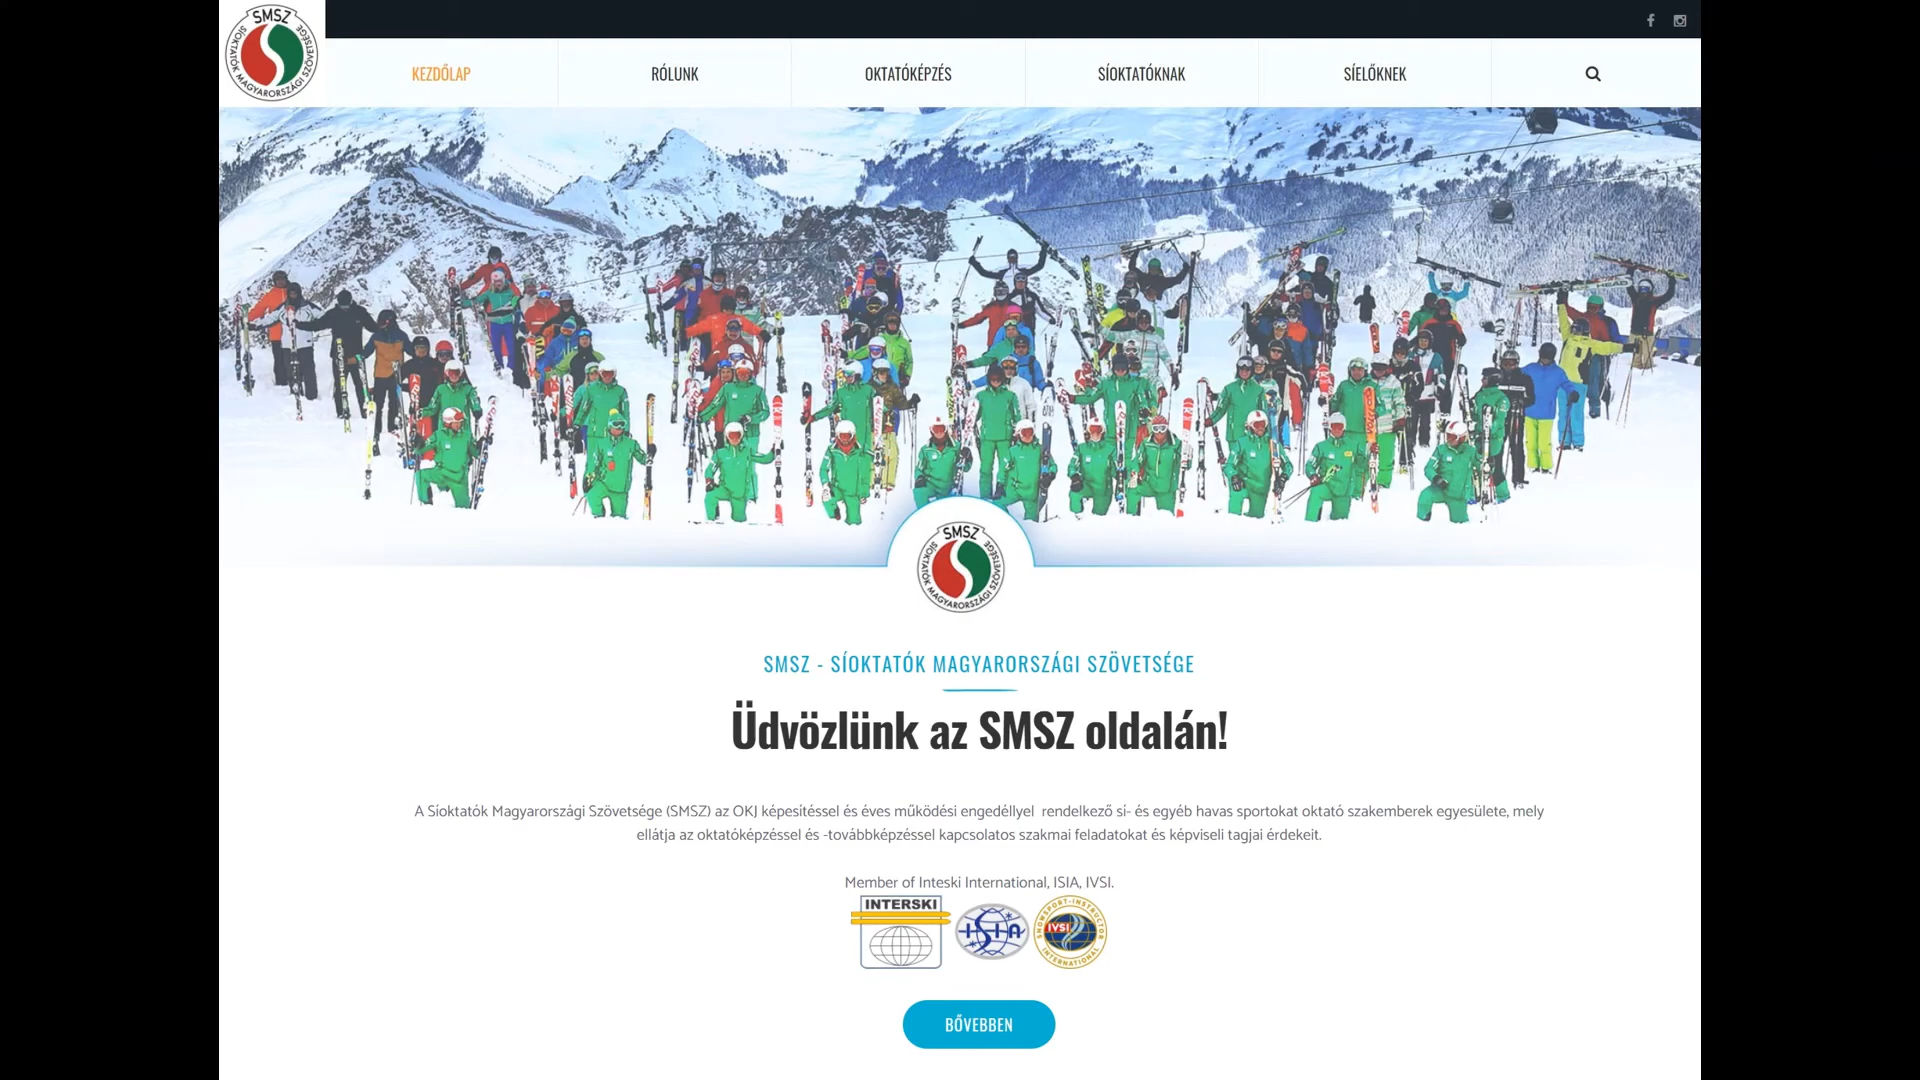 SMSZ
SÍOKTATÓK MAGYARORSZÁGI SZÖVETSÉGE
KEZDŐLAP
RÓLUNK
OKTATÓKÉPZÉS
SÍOKTATÓKNAK
SÍELŐKNEK
SMSZ
SÍOKTATÓK MAGYARORSZÁGI SZÖVETSÉGE
SMSZ - SÍOKTATÓK MAGYARORSZÁGI SZÖVETSÉGE
Üdvözlünk az SMSZ oldalán!
A Síoktatók Magyarországi Szövetsége (SMSZ) az OKJ képesítéssel és éves működési engedéllyel rendelkező sí- és egyéb havas sportokat oktató szakemberek egyesülete, mely
ellátja az oktatóképzéssel és -továbbképzéssel kapcsolatos szakmai feladatokat és képviseli tagjai érdekeit.
Member of Inteski International, ISIA, IVSI.
INTERSKI
ISIA
SNOWSPORT-INSTRUCTOR
IVSI
INTERNATIONAL
BŐVEBBEN